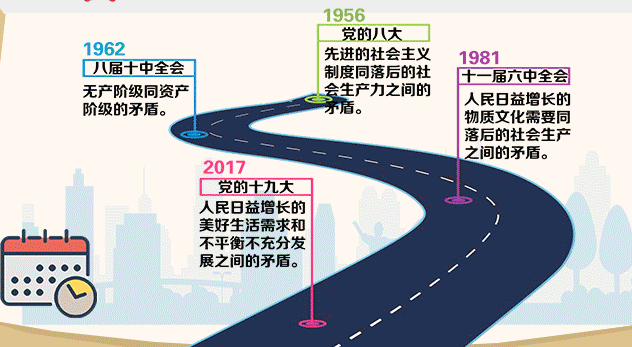 1956
党的八大
先进的社会主义
制度同落后的社
会生产力之间的
矛盾。
1962
八届十中全会
无产阶级同资产
阶级的矛盾。
1981
十一届六中全会
人民日益增长的
物质文化需要同
落后的社会生产
之间的矛盾。
2017
党的十九大
人民日益增长的
美好生活需求和
不平衡不充分发
展之间的矛盾。